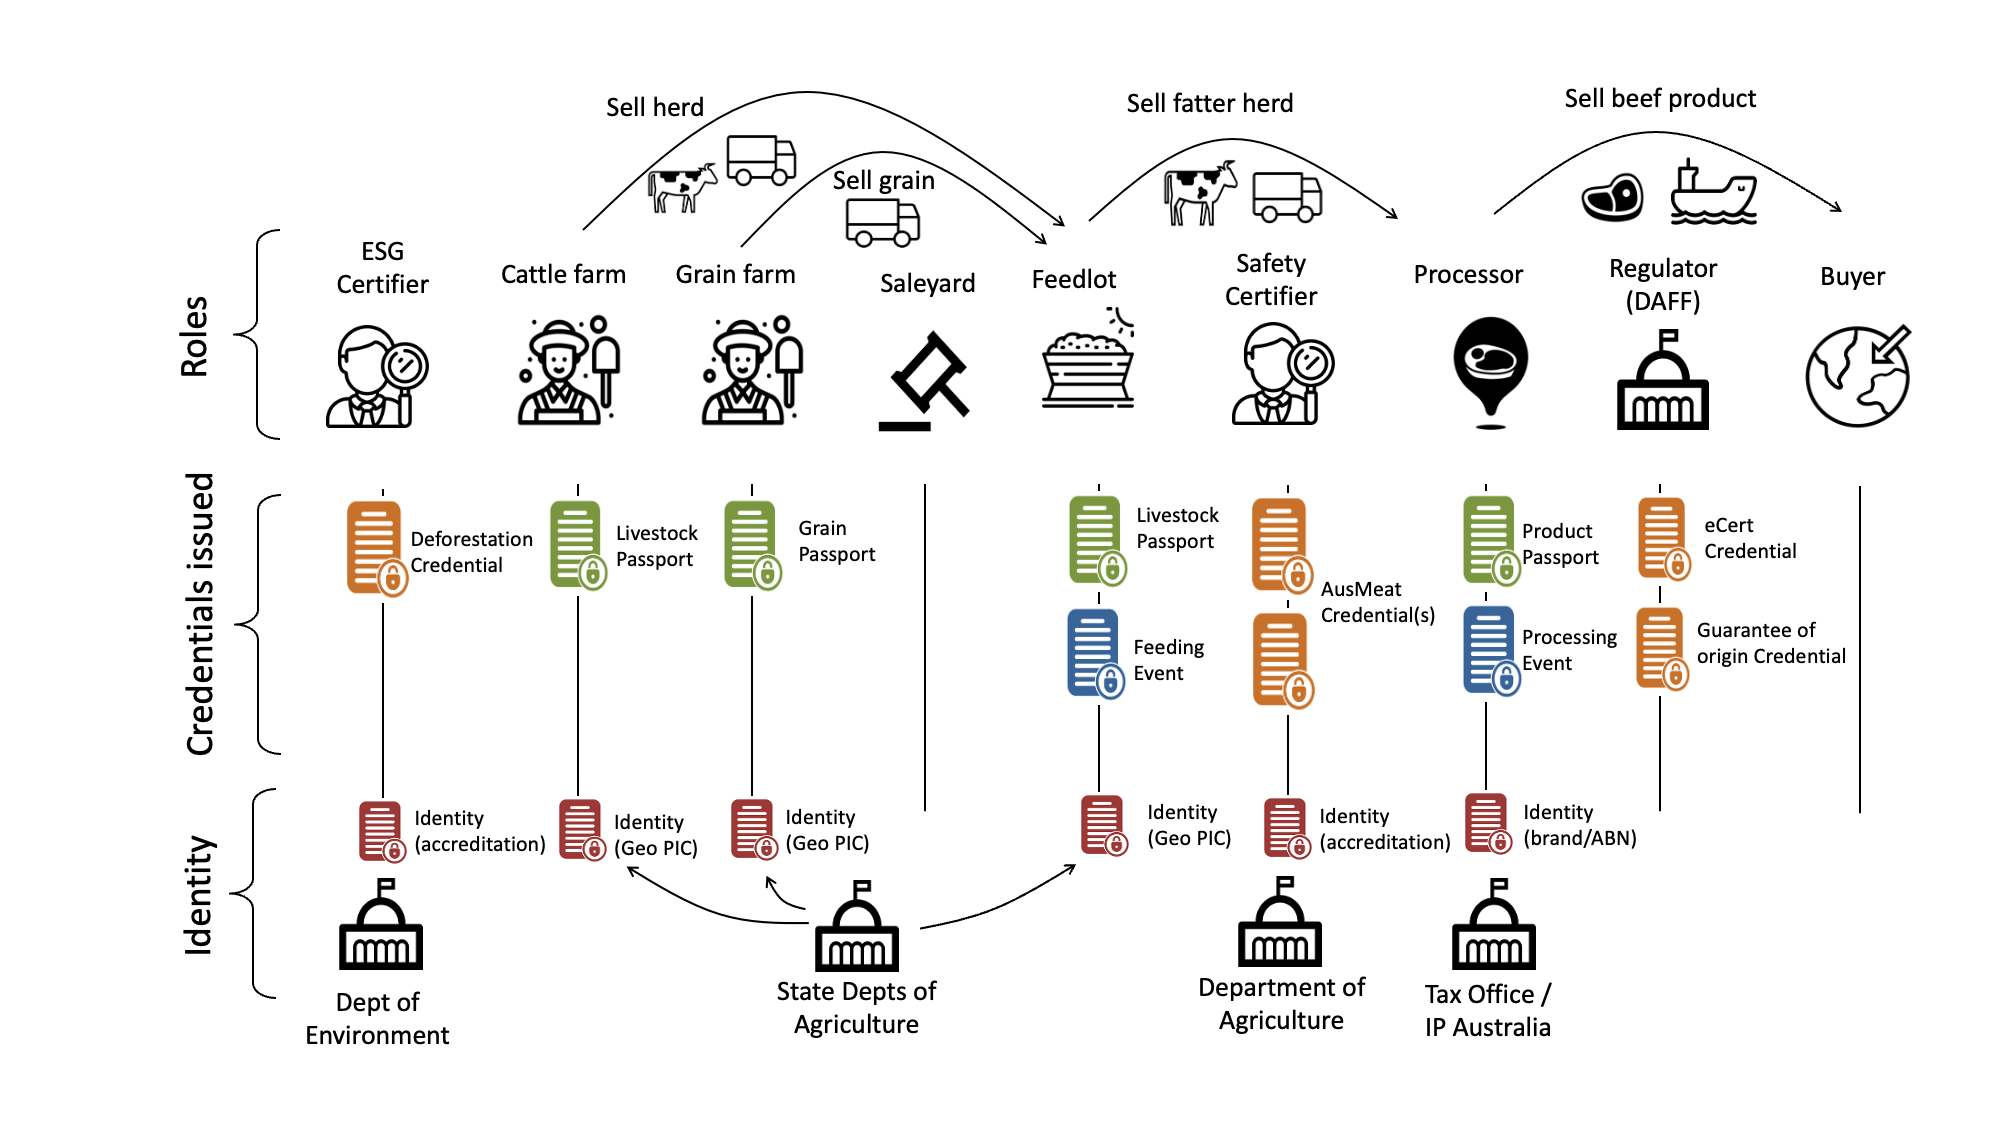 Sell herd
Sell grain
Sell fatter herd
Sell beef product
Roles
ESG
Certifier
Cattle farm
Grain farm
Saleyard
Feedlot
Safety
Certifier
Processor
Regulator
(DAFF)
Buyer
Credentials issued
Deforestation
Credential
Livestock
Passport
Grain
Passport
Livestock
Passport
Feeding
Event
AusMeat
Credential(s)
Product
Passport
Processing
Event
eCert
Credential
Guarantee of
origin Credential
Identity
Identity
(accreditation)
Identity
(Geo PIC)
Identity
(Geo PIC)
Identity
(Geo PIC)
Identity
(accreditation)
Identity
(brand/ABN)
Dept of
Environment
State Depts of
Agriculture
Department of
Agriculture
Tax Office /
IP Australia